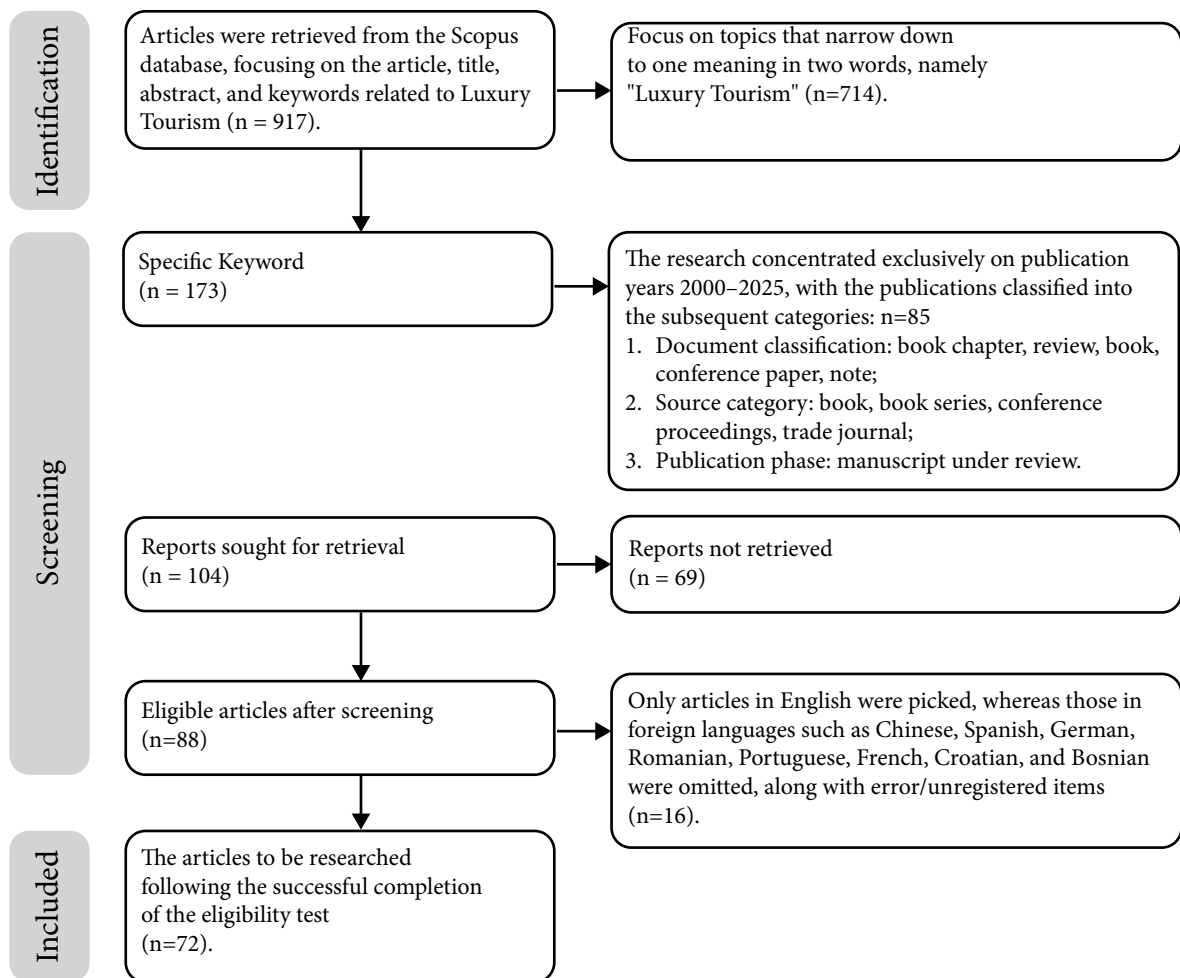 Identification
Articles were retrieved from the Scopus
database, focusing on the article, title,
abstract, and keywords related to Luxury
Tourism (n = 917).
Focus on topics that narrow down
to one meaning in two words, namely
"Luxury Tourism" (n=714).
Screening
Specific Keyword
(n = 173)
The research concentrated exclusively on publication
years 2000–2025, with the publications classified into
the subsequent categories: n=85
1. Document classification: book chapter, review, book,
conference paper, note;
2. Source category: book, book series, conference
proceedings, trade journal;
3. Publication phase: manuscript under review.
Reports sought for retrieval
(n = 104)
Reports not retrieved
(n = 69)
Eligible articles after screening
(n=88)
Only articles in English were picked, whereas those in
foreign languages such as Chinese, Spanish, German,
Romanian, Portuguese, French, Croatian, and Bosnian
were omitted, along with error/unregistered items
(n=16).
Included
The articles to be researched
following the successful completion
of the eligibility test
(n=72).